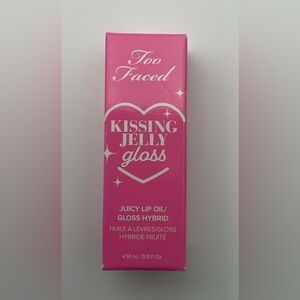 Too
Faced
KISSING
JELLY
gloss
JUICY LIP OIL/
GLOSS HYBRID
HUILE À LÈVRES/GLOSS
HYBRIDE FRUITÉ
4.50 mL / 0.15 Fl. Oz.